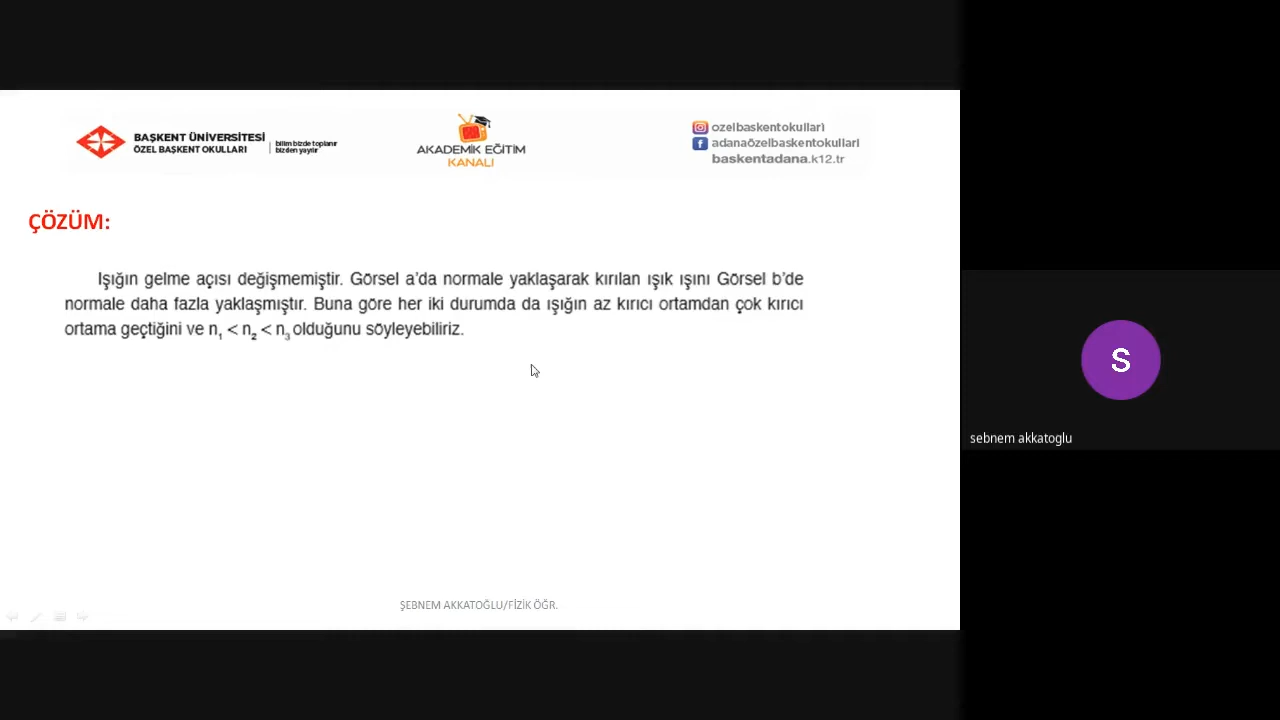 BAŞKENT ÜNİVERSİTESİ
ÖZEL BAŞKENT OKULLARI
bilim bizde toplanır
bizden yayılır
AKADEMİK EĞİTİM
KANALI
ozelbaskentokullari
adanaözelbaskentokullari
baskentadana.k12.tr
ÇÖZÜM:
Işığın gelme açısı değişmemiştir. Görsel a’da normale yaklaşarak kırılan ışık ışını Görsel b’de
normale daha fazla yaklaşmıştır. Buna göre her iki durumda da ışığın az kırıcı ortamdan çok kırıcı
ortama geçtiğini ve n₁ < n₂ < n₃ olduğunu söyleyebiliriz.
S
sebnem akkatoglu
ŞEBNEM AKKATOĞLU/FİZİK ÖĞR.